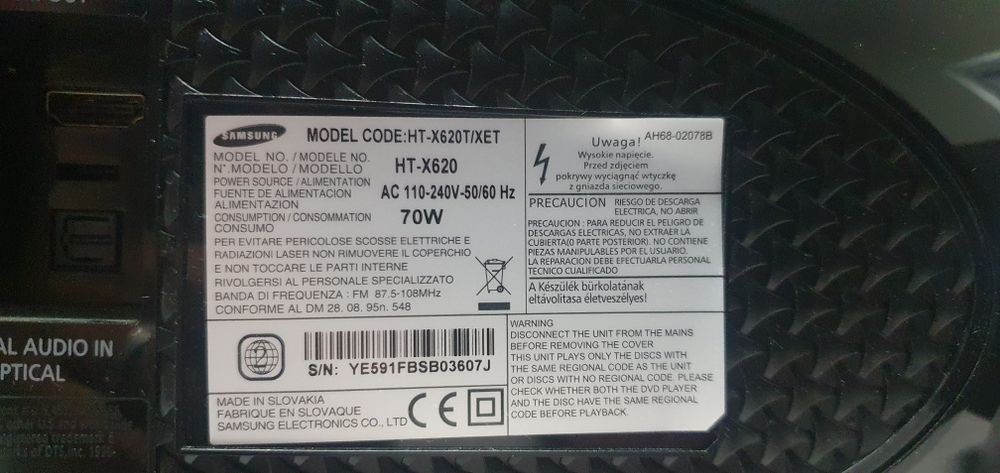 SAMSUNG
MODEL CODE:HT-X620T/XET
MODEL NO. / MODELE NO.
N°.MODELO / MODELLO
HT-X620
POWER SOURCE / ALIMENTATION
FUENTE DE ALIMENTACION
ALIMENTAZION
AC 110-240V-50/60 Hz
CONSUMPTION / CONSOMMATION
CONSUMO
70W
PER EVITARE PERICOLOSE SCOSSE ELETTRICHE E
RADIAZIONI LASER NON RIMUOVERE IL COPERCHIO
E NON TOCCARE LE PARTI INTERNE
RIVOLGERSI AL PERSONALE SPECIALIZZATO
BANDA DI FREQUENZA : FM 87.5-108MHz
CONFORME AL DM 28. 08. 95n. 548
2
S/N: YE591FBSB03607J
MADE IN SLOVAKIA
FABRIQUE EN SLOVAQUE
SAMSUNG ELECTRONICS CO., LTD
CE
AH68-02078B
Uwaga!
Wysokie napięcie.
Przed zdjęciem
pokrywy wyciągnąć wtyczkę
z gniazda sieciowego.
PRECAUCION RIESGO DE DESCARGA
ELECTRICA, NO ABRIR
PRECAUCION : PARA REDUCIR EL PELIGRO DE
DESCARGAS ELECTRICAS, NO EXTRAER LA
CUBIERTA(O PARTE POSTERIOR). NO CONTIENE
PIEZAS MANIPULABLES POR EL USUARIO.
LA REPARACION DEBE EFECTUARLA PERSONAL
TECNICO CUALIFICADO
A Készülék bürkolatának
eltávolitasa életveszélyes!
WARNING
DISCONNECT THE UNIT FROM THE MAINS
BEFORE REMOVING THE COVER
THIS UNIT PLAYS ONLY THE DISCS WITH
THE SAME REGIONAL CODE AS THE UNIT
OR DISCS WITH NO REGIONAL CODE. PLEASE
CHECK WHETHER BOTH THE DVD PLAYER
AND THE DISC HAVE THE SAME REGIONAL
CODE BEFORE PLAYBACK.
AL AUDIO IN
PTICAL